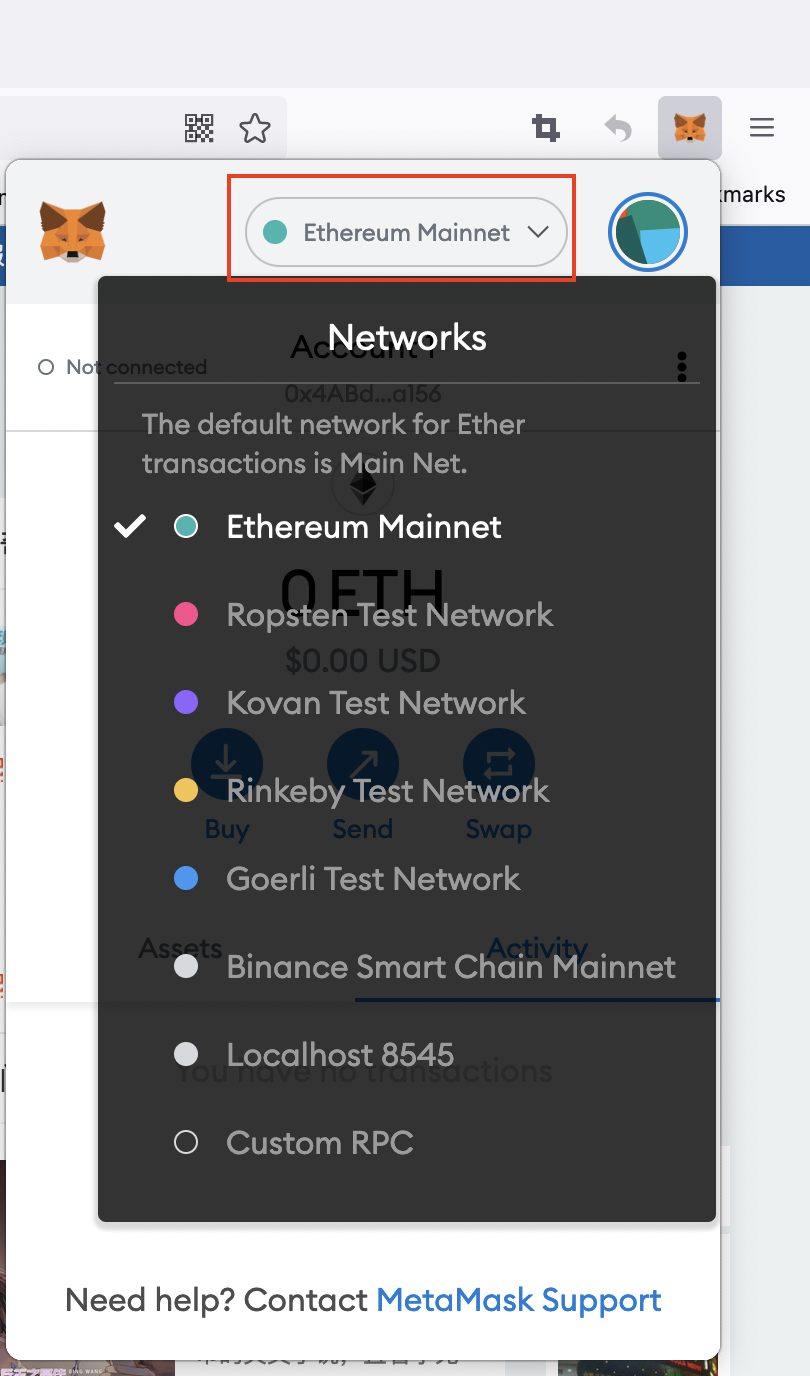 kmarks
Ethereum Mainnet
Networks
Account 1
Not connected
0x4ABd...a156
The default network for Ether
transactions is Main Net.
Ethereum Mainnet
0 ETH
Ropsten Test Network
$0.00 USD
Kovan Test Network
Rinkeby Test Network
Buy
Send
Swap
Goerli Test Network
Assets
Activity
Binance Smart Chain Mainnet
Localhost 8545
You have no transactions
Custom RPC
Need help? Contact MetaMask Support